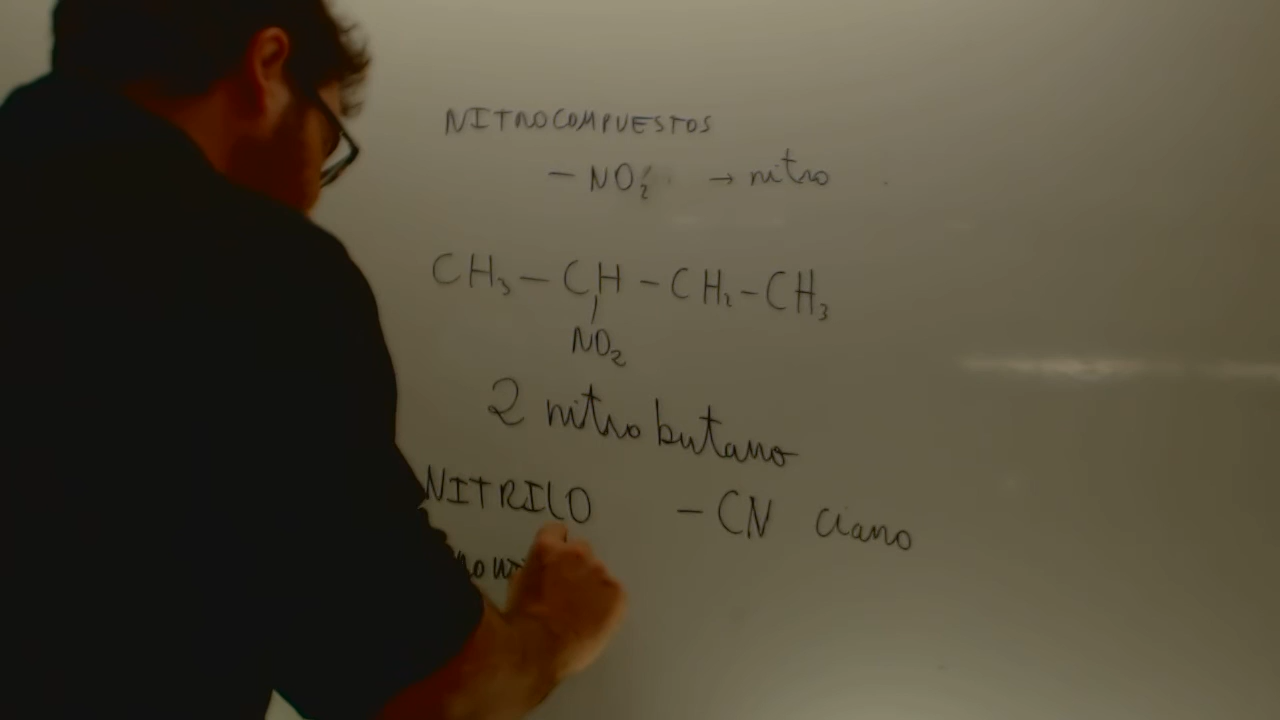 NITROCOMPUESTOS
- NO2 → nitro
CH3 - CH - CH2 - CH3
NO2
2 nitro butano
NITRILO - CN ciano